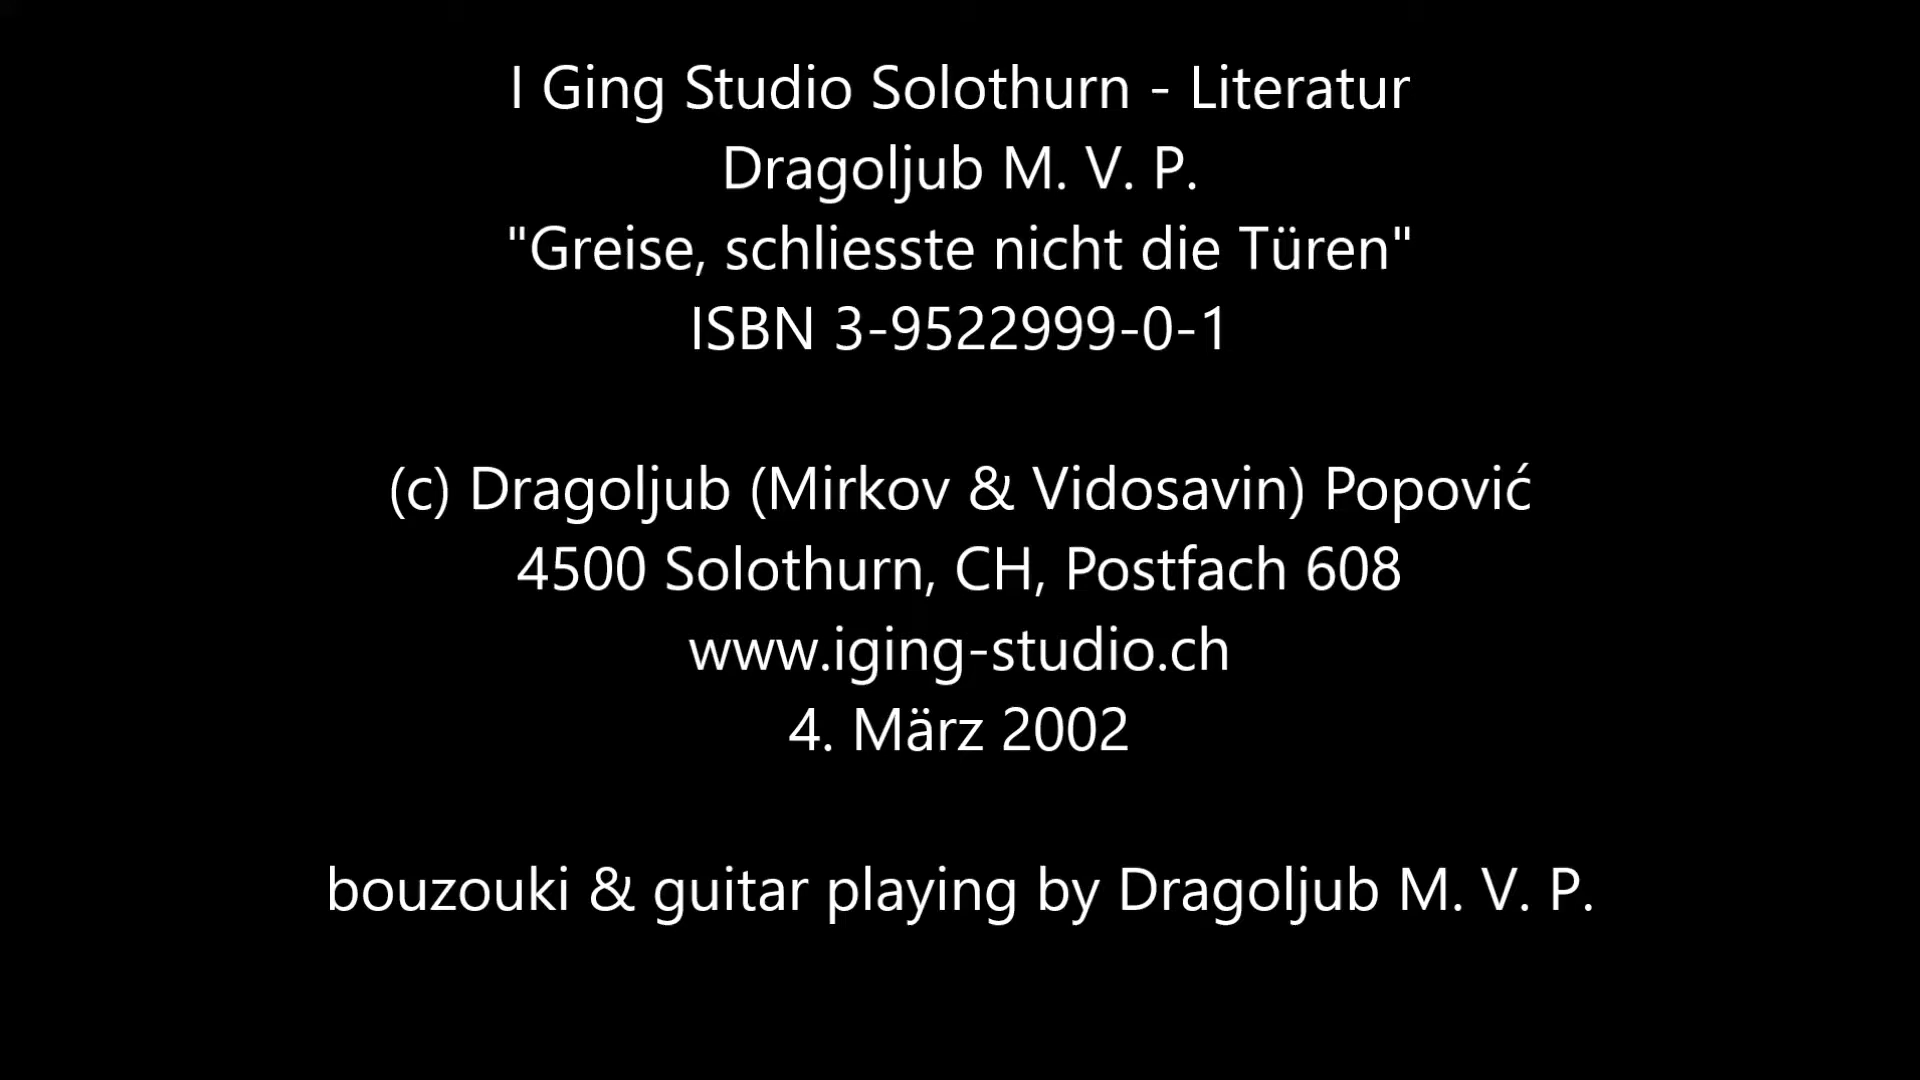 I Ging Studio Solothurn - Literatur
Dragoljub M. V. P.
"Greise, schliesste nicht die Türen"
ISBN 3-9522999-0-1
(c) Dragoljub (Mirkov & Vidosavin) Popović
4500 Solothurn, CH, Postfach 608
www.iging-studio.ch
4. März 2002
bouzouki & guitar playing by Dragoljub M. V. P.